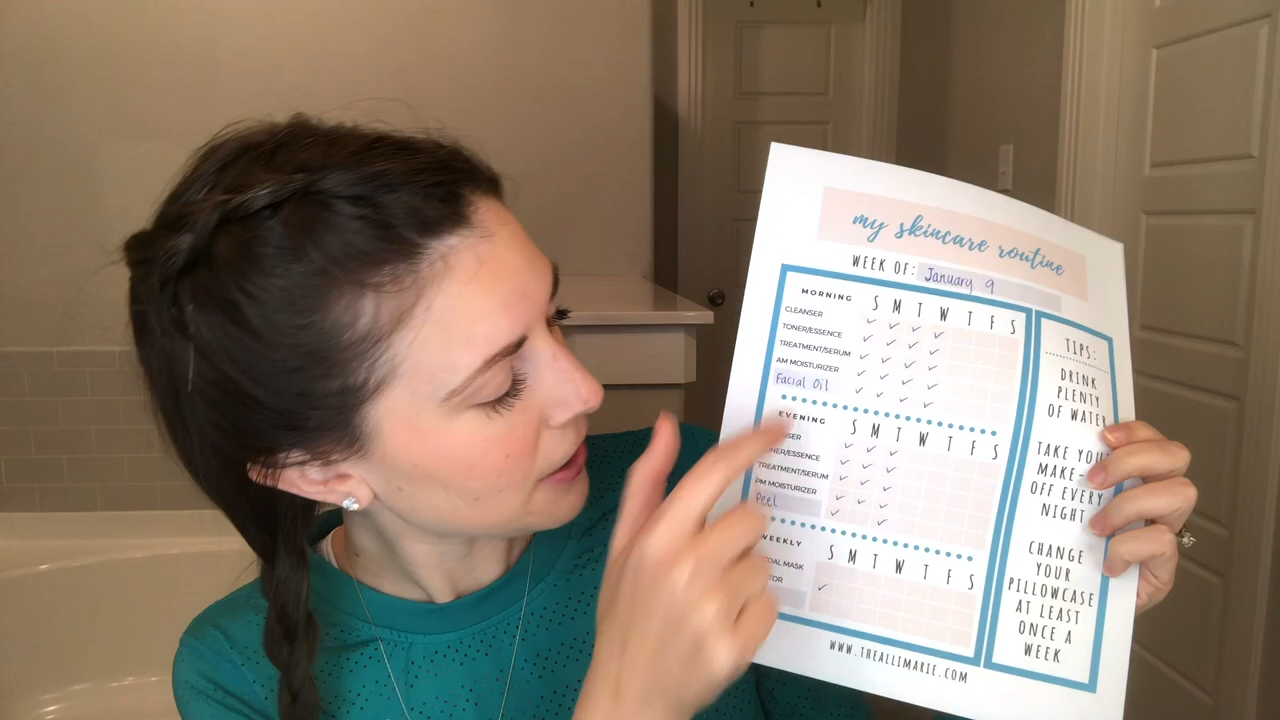 my skincare routine
WEEK OF: January 9
MORNING S M T W T F S
CLEANSER
TONER/ESSENCE
TREATMENT/SERUM
AM MOISTURIZER
Facial Oil
EVENING S M T W T F S
TREATMENT/SERUM
PM MOISTURIZER
Peel
WEEKLY S M T W T F S
MASK
TIPS:
DRINK
PLENTY
OF WATER
TAKE
MAKE-
OFF EVERY
NIGHT
CHANGE
YOUR
PILLOWCASE
AT LEAST
ONCE A
WEEK
WWW.THEALLIMARIE.COM